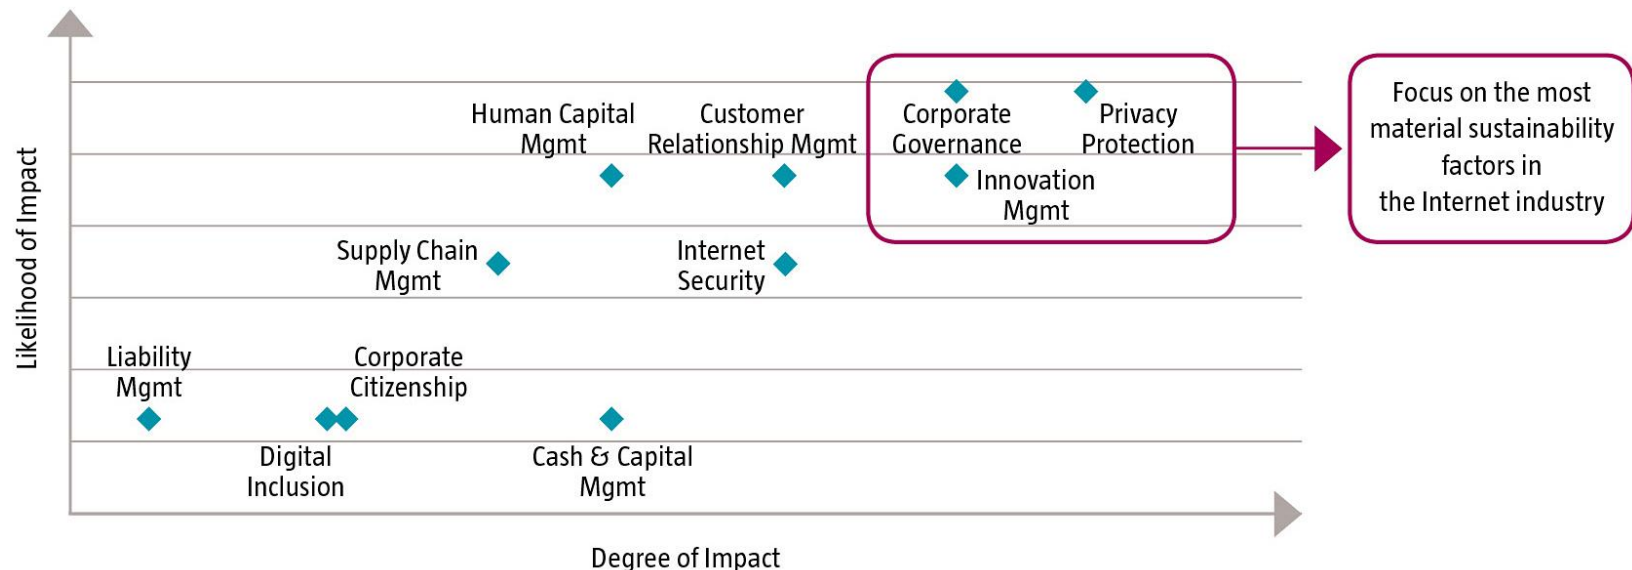 Likelihood of Impact
Human Capital
Mgmt
Customer
Relationship Mgmt
Corporate
Governance
Privacy
Protection
Innovation
Mgmt
Focus on the most
material sustainability
factors in
the Internet industry
Supply Chain
Mgmt
Internet
Security
Liability
Mgmt
Corporate
Citizenship
Digital
Inclusion
Cash & Capital
Mgmt
Degree of Impact